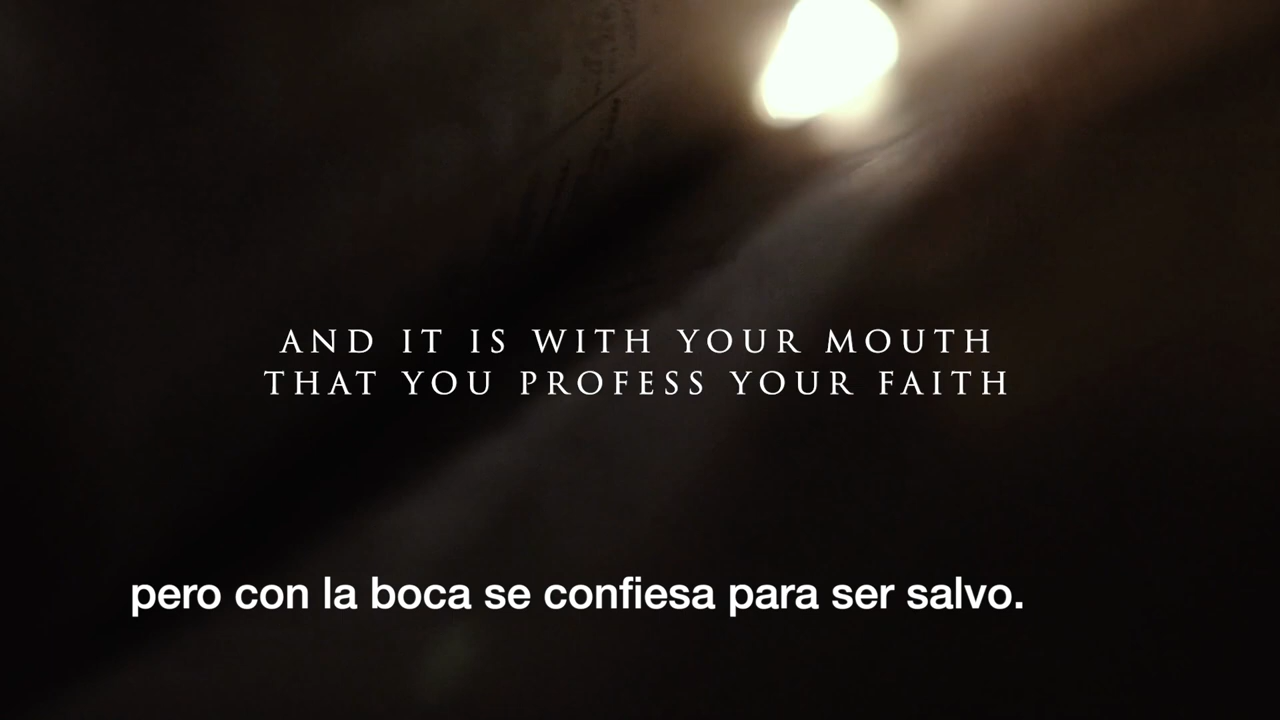 AND IT IS WITH YOUR MOUTH
THAT YOU PROFESS YOUR FAITH
pero con la boca se confiesa para ser salvo.